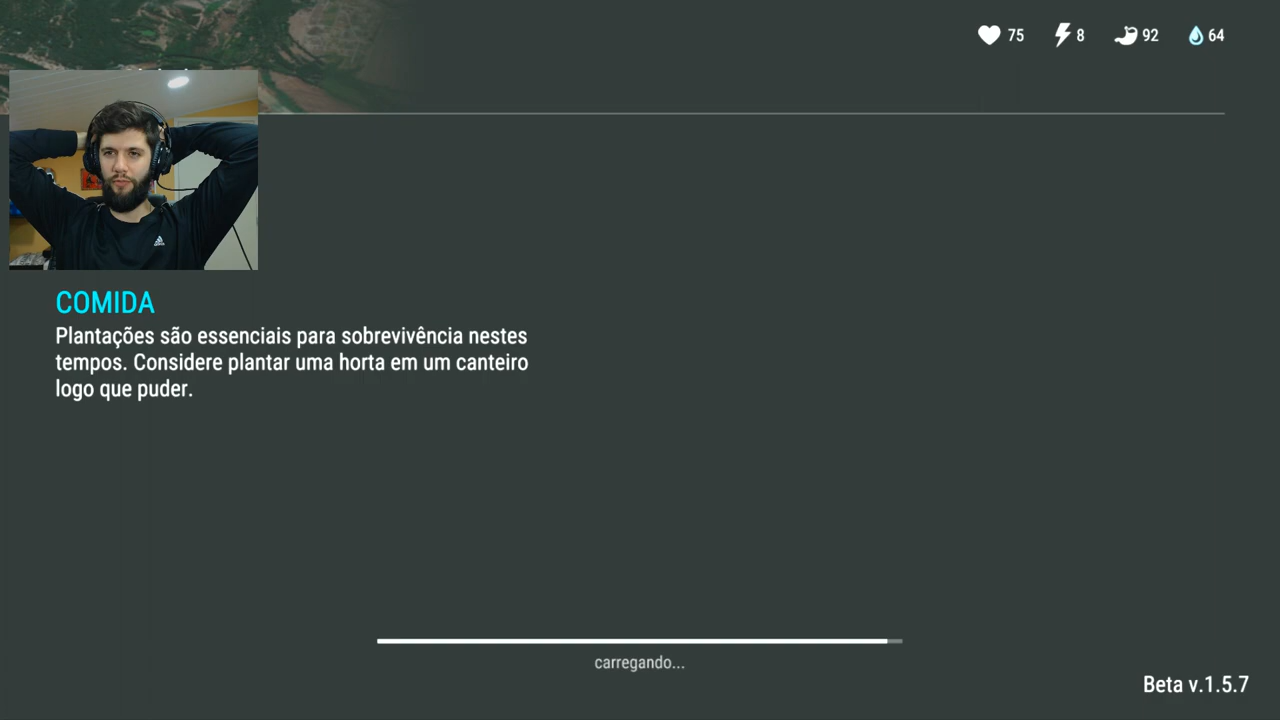 75 8 92 64
COMIDA
Plantações são essenciais para sobrevivência nestes
tempos. Considere plantar uma horta em um canteiro
logo que puder.
carregando...
Beta v.1.5.7